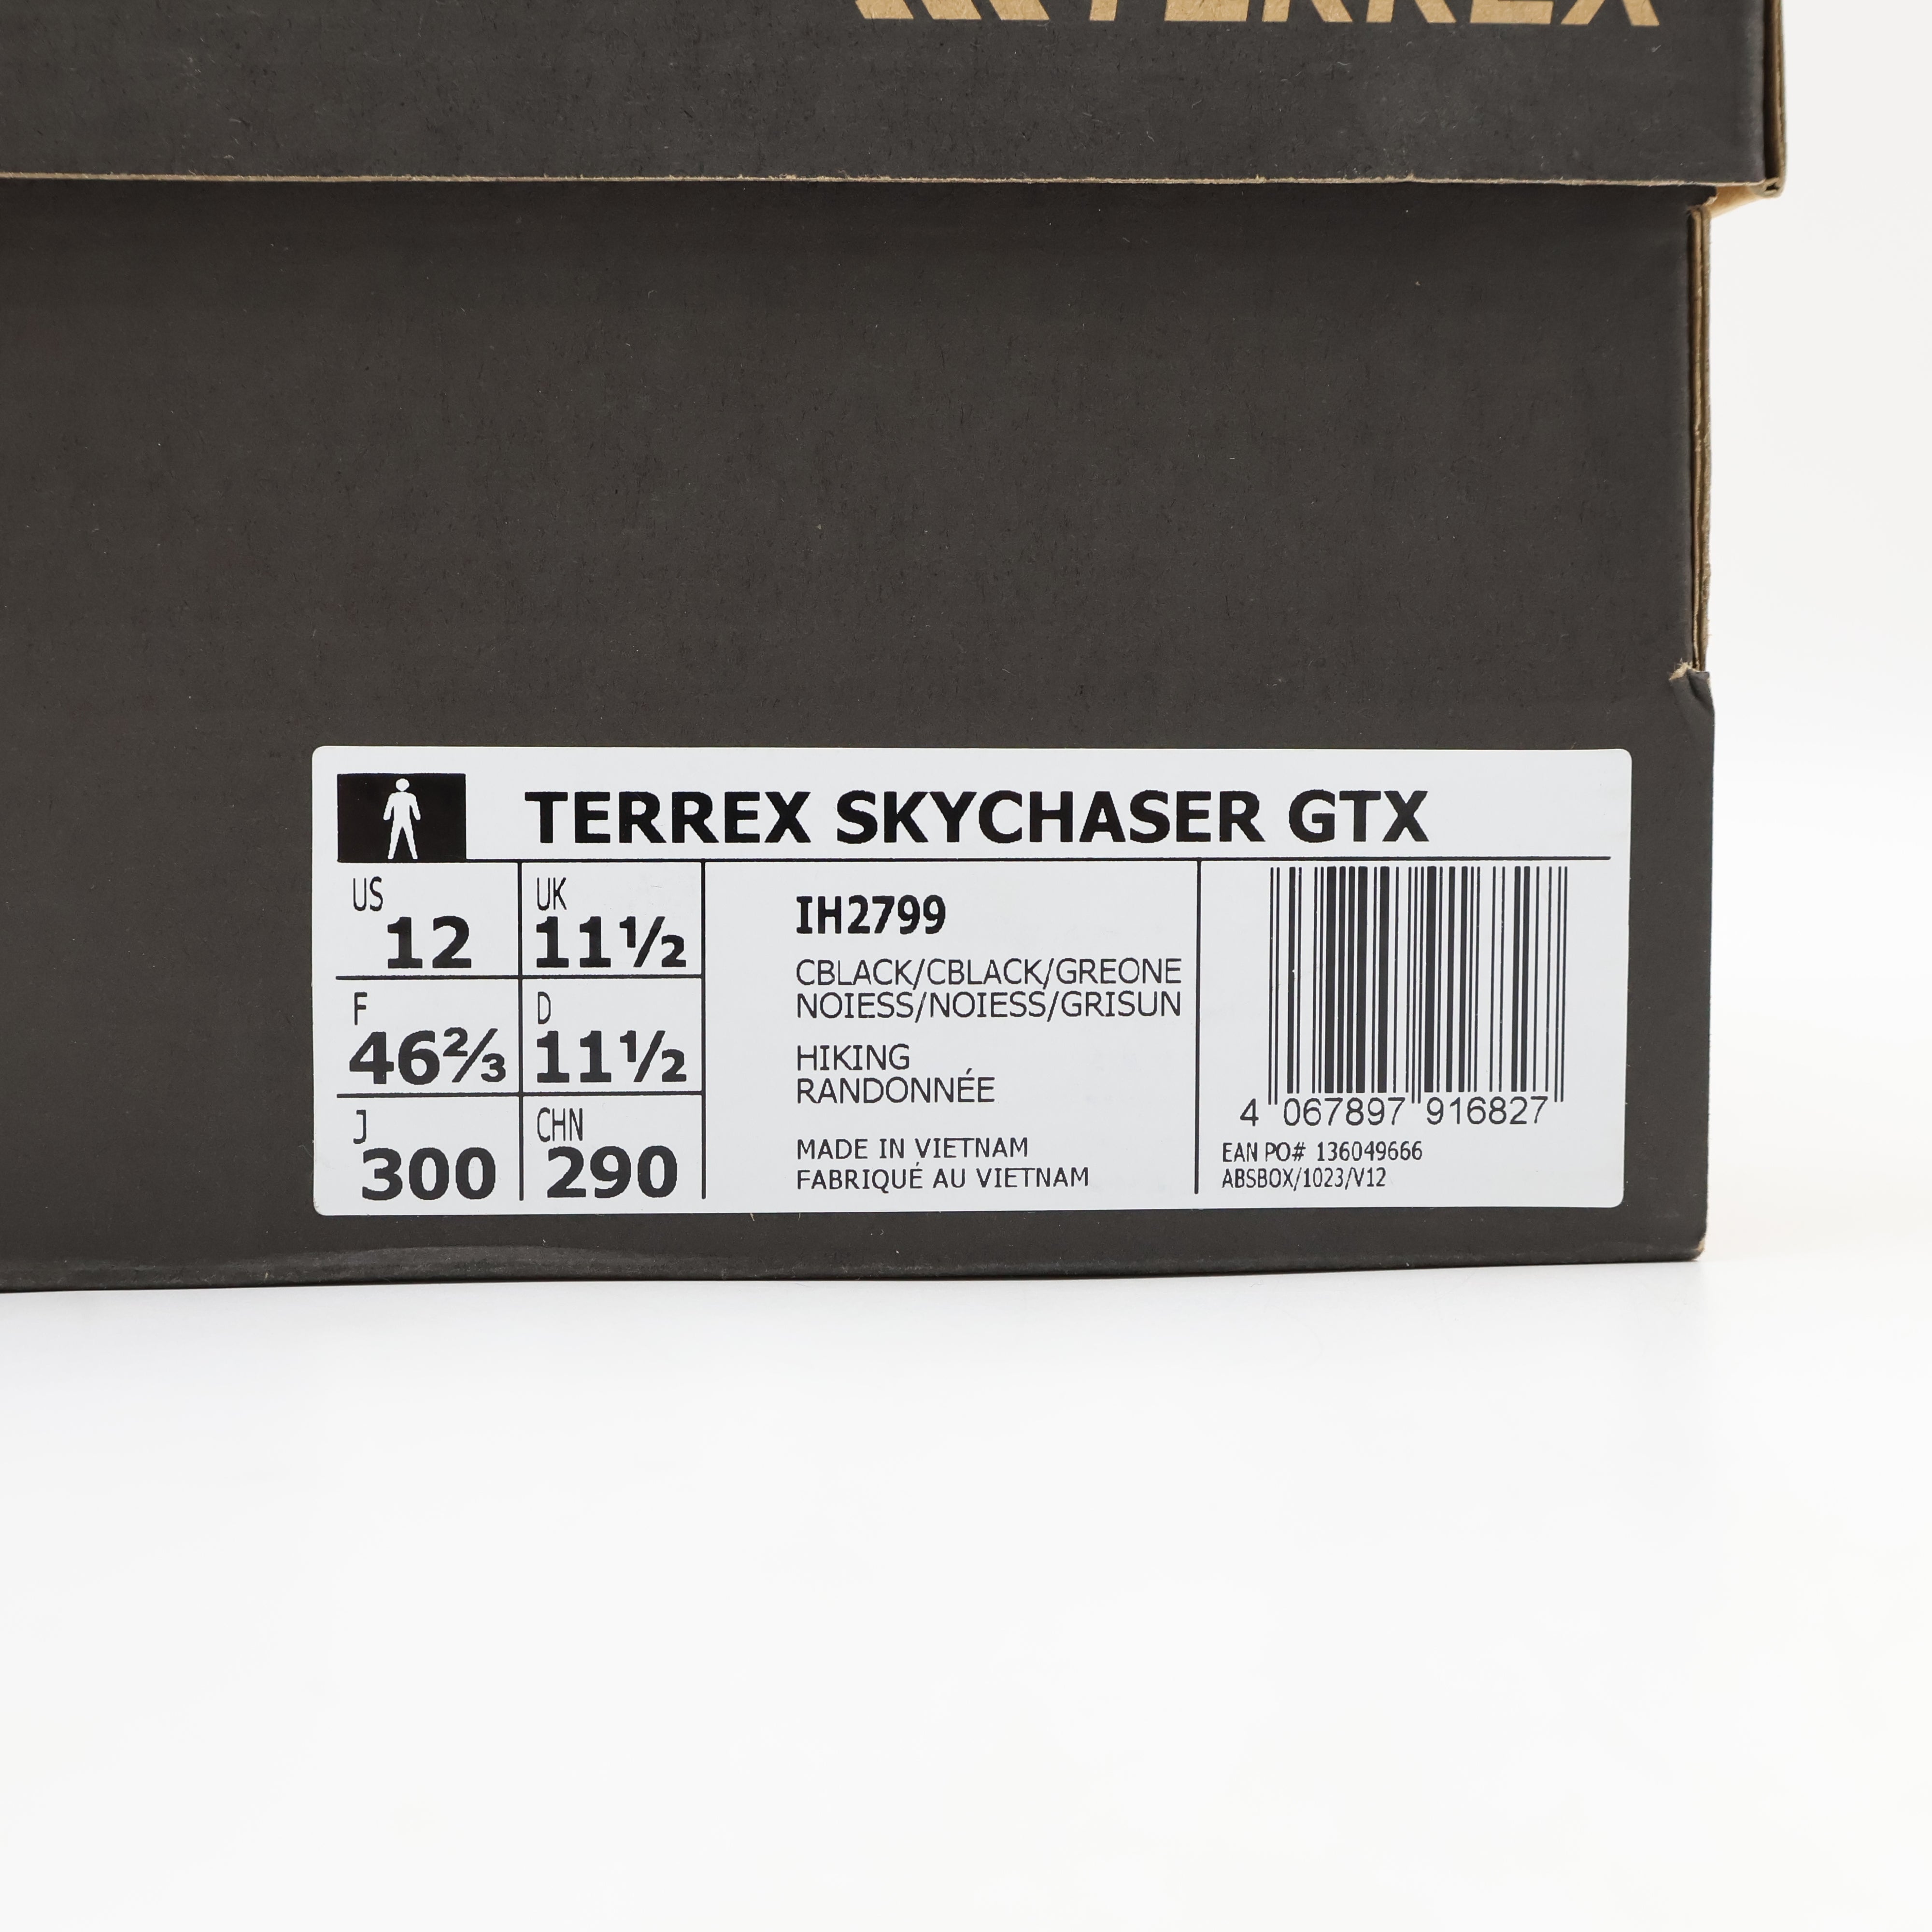 TERREX
TERREX SKYCHASER GTX
US
12
UK
11½
F
46⅔
D
11½
J
300
CHN
290
IH2799
CBLACK/CBLACK/GREONE
NOIESS/NOIESS/GRISUN
HIKING
RANDONNÉE
MADE IN VIETNAM
FABRIQUÉ AU VIETNAM
4 067897 916827
EAN PO# 136049666
ABSBOX/1023/V12